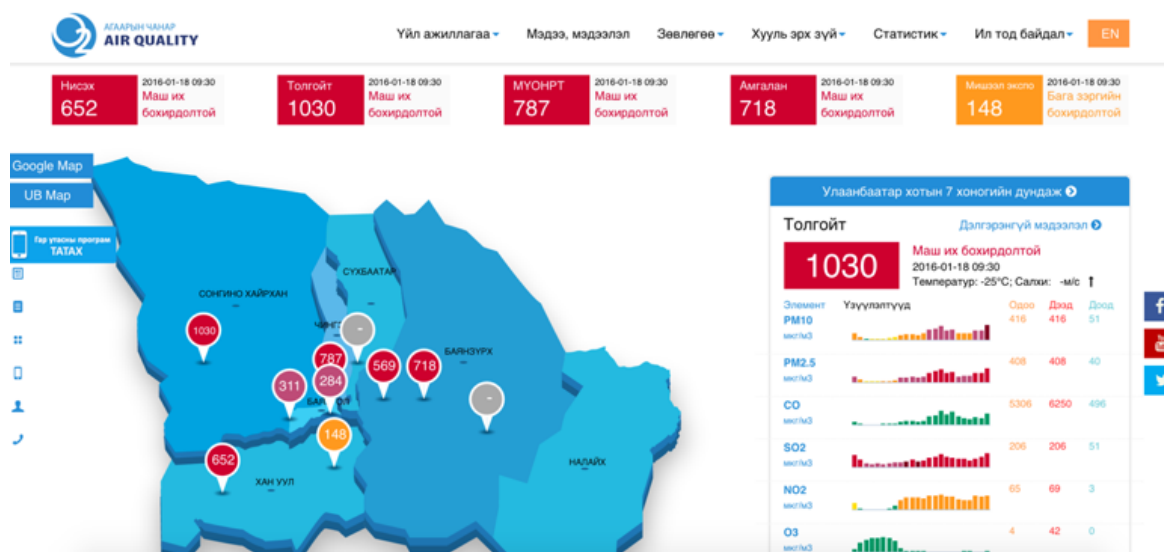 АГААРЫН ЧАНАР
AIR QUALITY
Үйл ажиллагаа
Мэдээ, мэдээлэл
Зөвлөгөө
Хууль эрх зүй
Статистик
Ил тод байдал
EN
Нисэх
652
2016-01-18 09:30
Маш их
бохирдолтой
Толгойт
1030
2016-01-18 09:30
Маш их
бохирдолтой
МҮОНРТ
787
2016-01-18 09:30
Маш их
бохирдолтой
Амгалан
718
2016-01-18 09:30
Маш их
бохирдолтой
Мишээл экспо
148
2016-01-18 09:30
Бага зэргийн
бохирдолтой
Google Map
UB Map
Гар утасны програм
ТАТАХ
СОНГИНО ХАЙРХАН
СҮХБААТАР
БАЯНЗҮРХ
НАЛАЙХ
ХАН УУЛ
1030
787
569
718
311
284
148
652
Улаанбаатар хотын 7 хоногийн дундаж
Толгойт
Дэлгэрэнгүй мэдээлэл
1030
Маш их бохирдолтой
2016-01-18 09:30
Температур: -25°C; Салхи: -м/с
Элемент Үзүүлэлтүүд Одоо Дээд Доод
PM10 416 416 51
мкг/м3
PM2.5 408 408 40
мкг/м3
CO 5306 6250 496
мкг/м3
SO2 206 206 51
мкг/м3
NO2 65 69 3
мкг/м3
O3 4 42 0
мкг/м3